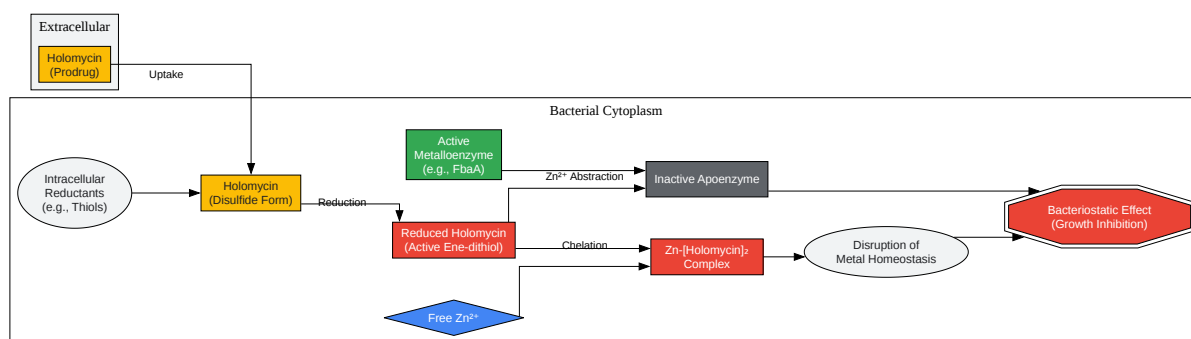 Extracellular
Holomycin
(Prodrug)
Uptake
Bacterial Cytoplasm
Intracellular
Reductants
(e.g., Thiols)
Holomycin
(Disulfide Form)
Reduction
Active
Metalloenzyme
(e.g., FbaA)
Zn²⁺ Abstraction
Inactive Apoenzyme
Reduced Holomycin
(Active Ene-dithiol)
Chelation
Zn-[Holomycin]₂
Complex
Free Zn²⁺
Disruption of
Metal Homeostasis
Bacteriostatic Effect
(Growth Inhibition)